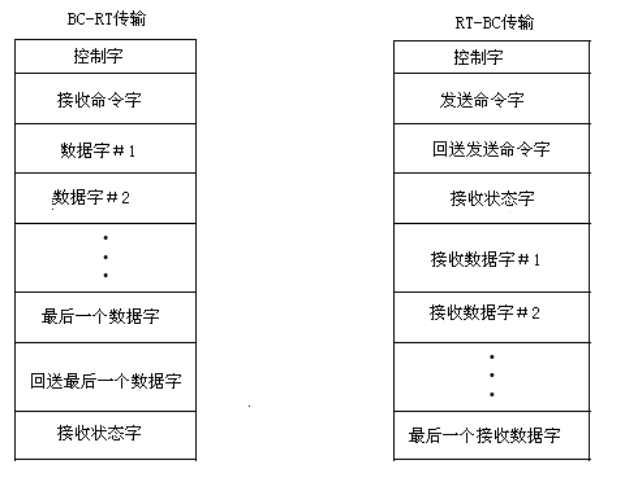 BC-RT传输
控制字
接收命令字
数据字#1
数据字#2
最后一个数据字
回送最后一个数据字
接收状态字
RT-BC传输
控制字
发送命令字
回送发送命令字
接收状态字
接收数据字#1
接收数据字#2
最后一个接收数据字